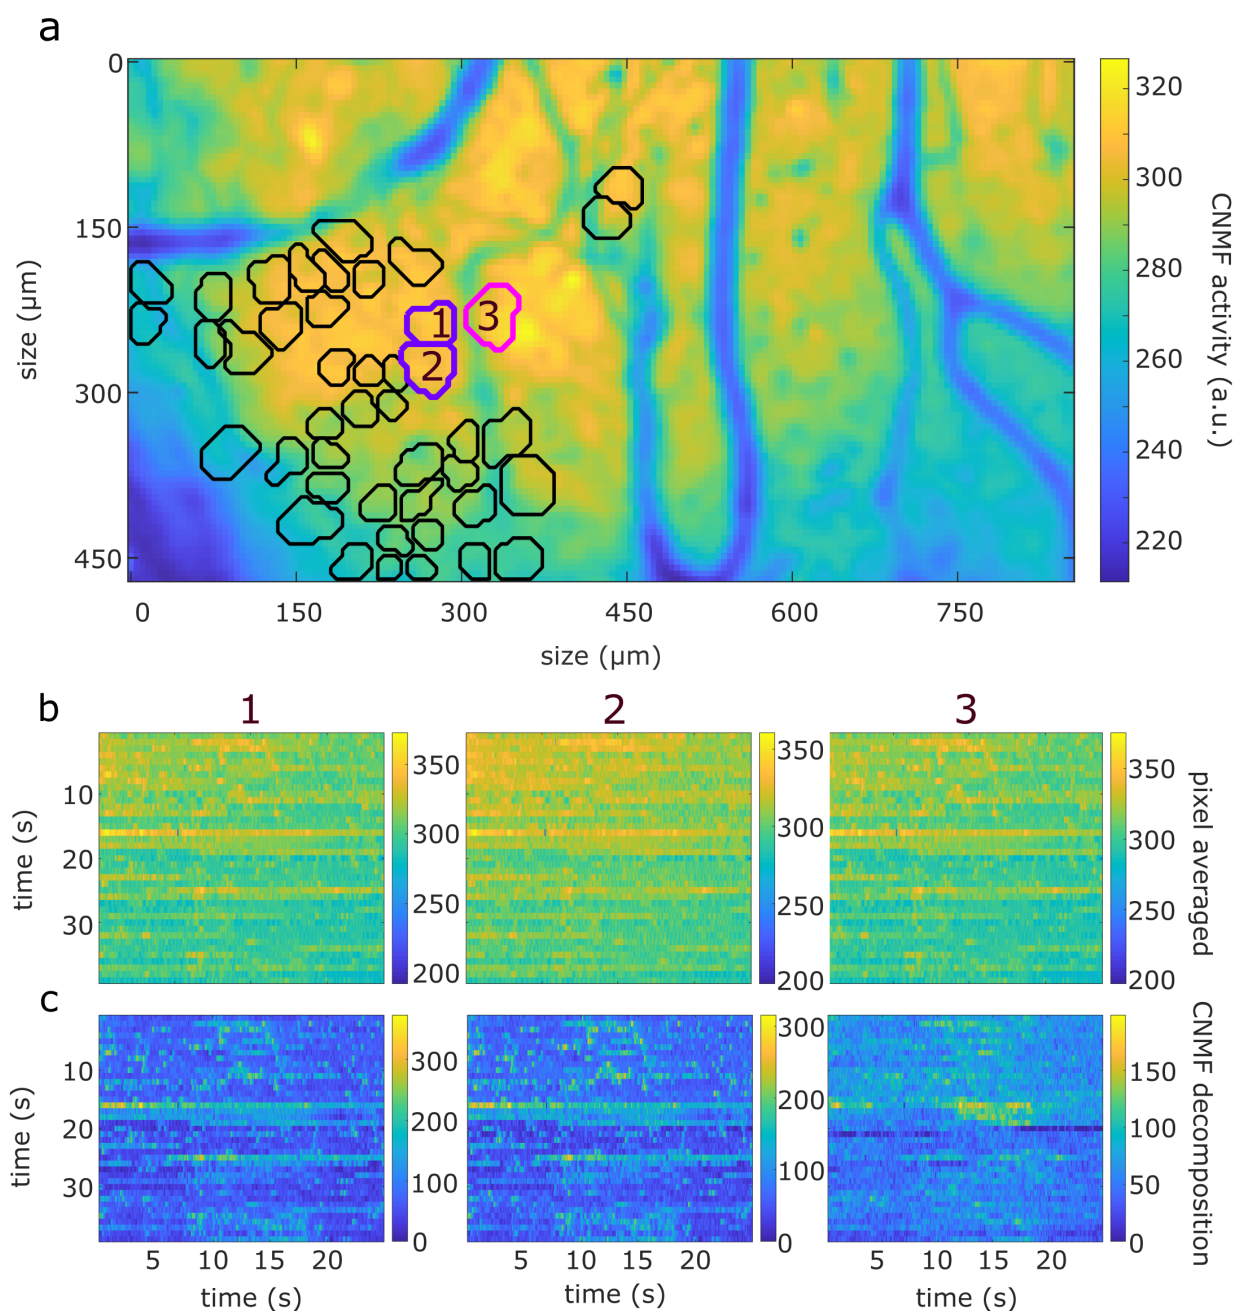 a
0
150
300
450
size (µm)
0 150 300 450 600 750
size (µm)
320
300
280
260
240
220
CNMF activity (a.u.)
1
2
3
b
1 2 3
10
20
30
time (s)
350
300
250
200
350
300
250
200
350
300
250
200
pixel averaged
c
10
20
30
time (s)
300
200
100
0
300
200
100
0
150
100
50
0
CNMF decomposition
5 10 15 20
5 10 15 20
5 10 15 20
time (s) time (s) time (s)